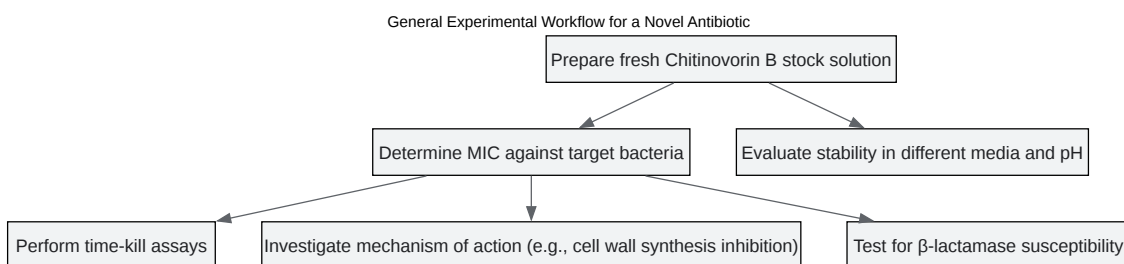 General Experimental Workflow for a Novel Antibiotic
Prepare fresh Chitinovorin B stock solution
Determine MIC against target bacteria
Evaluate stability in different media and pH
Perform time-kill assays
Investigate mechanism of action (e.g., cell wall synthesis inhibition)
Test for β-lactamase susceptibility